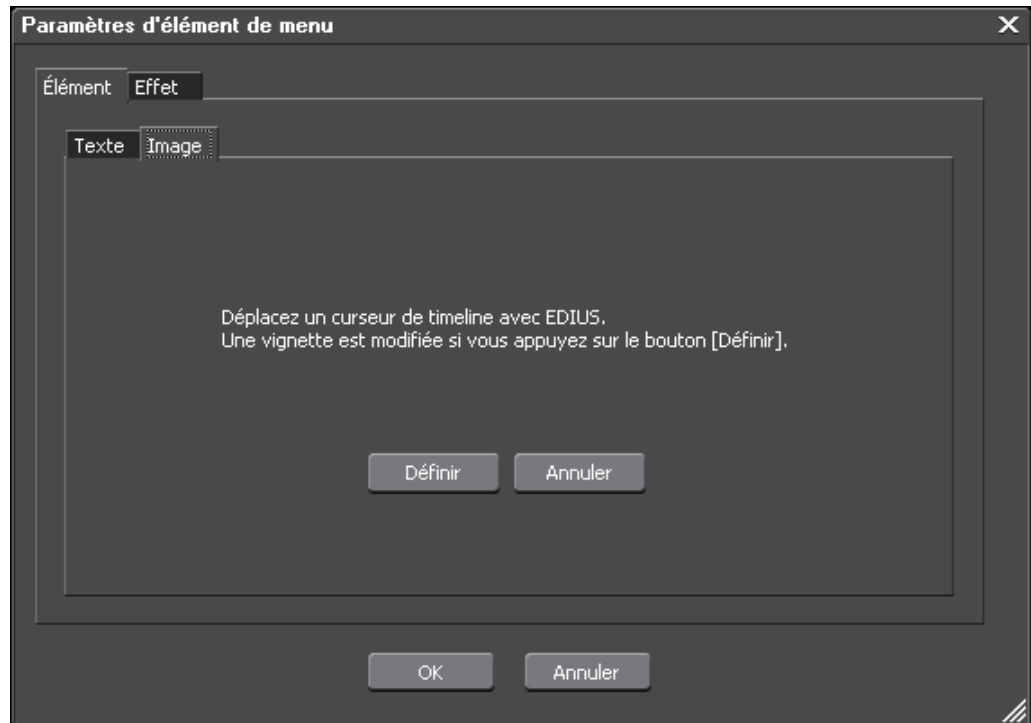 Paramètres d'élément de menu
Élément Effet
Texte Image
Déplacez un curseur de timeline avec EDIUS.
Une vignette est modifiée si vous appuyez sur le bouton [Définir].
Définir Annuler
OK Annuler